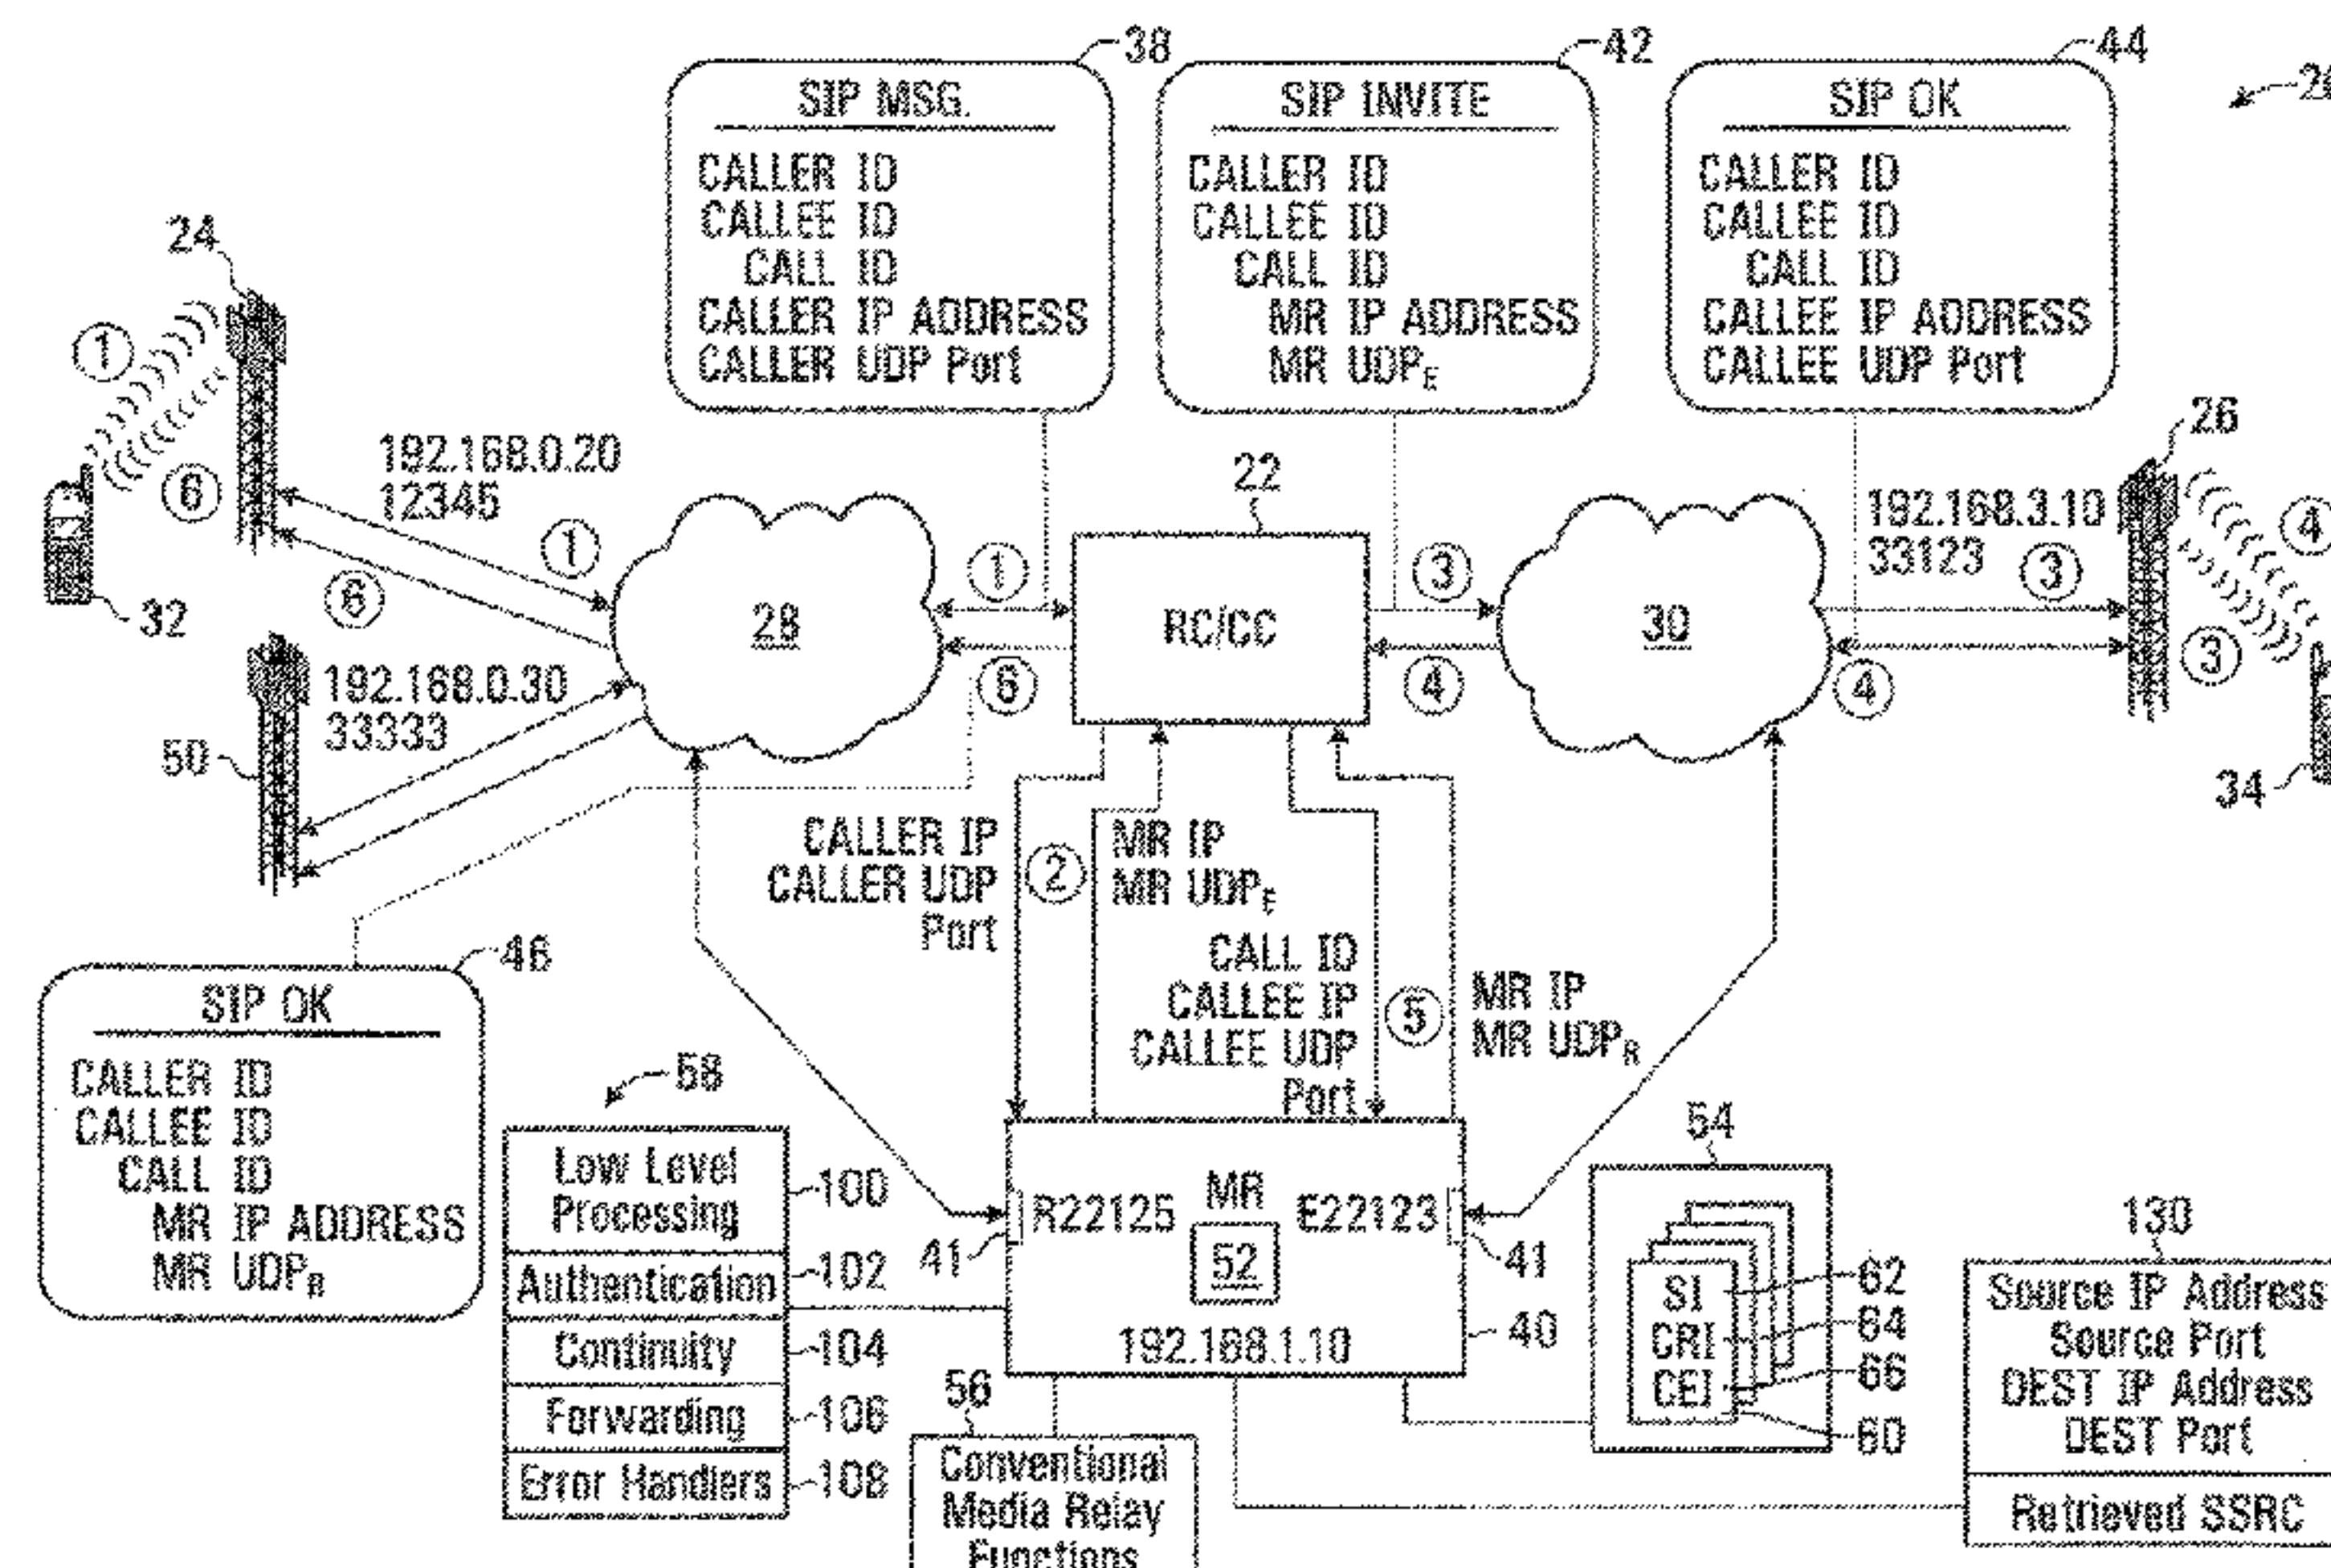 38
SIP MSG.
CALLER ID
CALLEE ID
CALL ID
CALLER IP ADDRESS
CALLER UDP Port
42
SIP INVITE
CALLER ID
CALLEE ID
CALL ID
MR IP ADDRESS
MR UDPE
44
SIP OK
CALLER ID
CALLEE ID
CALL ID
CALLEE IP ADDRESS
CALLEE UDP Port
24
1
6
32
192.168.0.20
12345
1
6
28
1
6
22
RC/CC
3
4
30
192.168.3.10
33123
3
4
26
4
3
34
50
192.168.0.30
33333
CALLER IP
CALLER UDP
Port
2
MR IP
MR UDPE
CALL ID
CALLEE IP
CALLEE UDP
Port
5
MR IP
MR UDPR
46
SIP OK
CALLER ID
CALLEE ID
CALL ID
MR IP ADDRESS
MR UDPR
58
Low Level
Processing
100
Authentication
102
Continuity
104
Forwarding
106
Error Handlers
108
MR
R22125
E22123
41
52
41
192.168.1.10
40
56
Conventional
Media Relay
Functions
54
SI
62
CRI
64
CEI
66
60
130
Source IP Address
Source Port
DEST IP Address
DEST Port
Retrieved SSRC